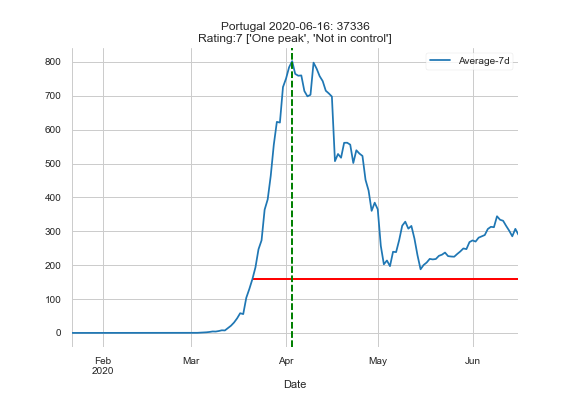 Portugal 2020-06-16: 37336
Rating:7 ['One peak', 'Not in control']
Average-7d
800
700
600
500
400
300
200
100
0
Feb
2020
Mar
Apr
May
Jun
Date